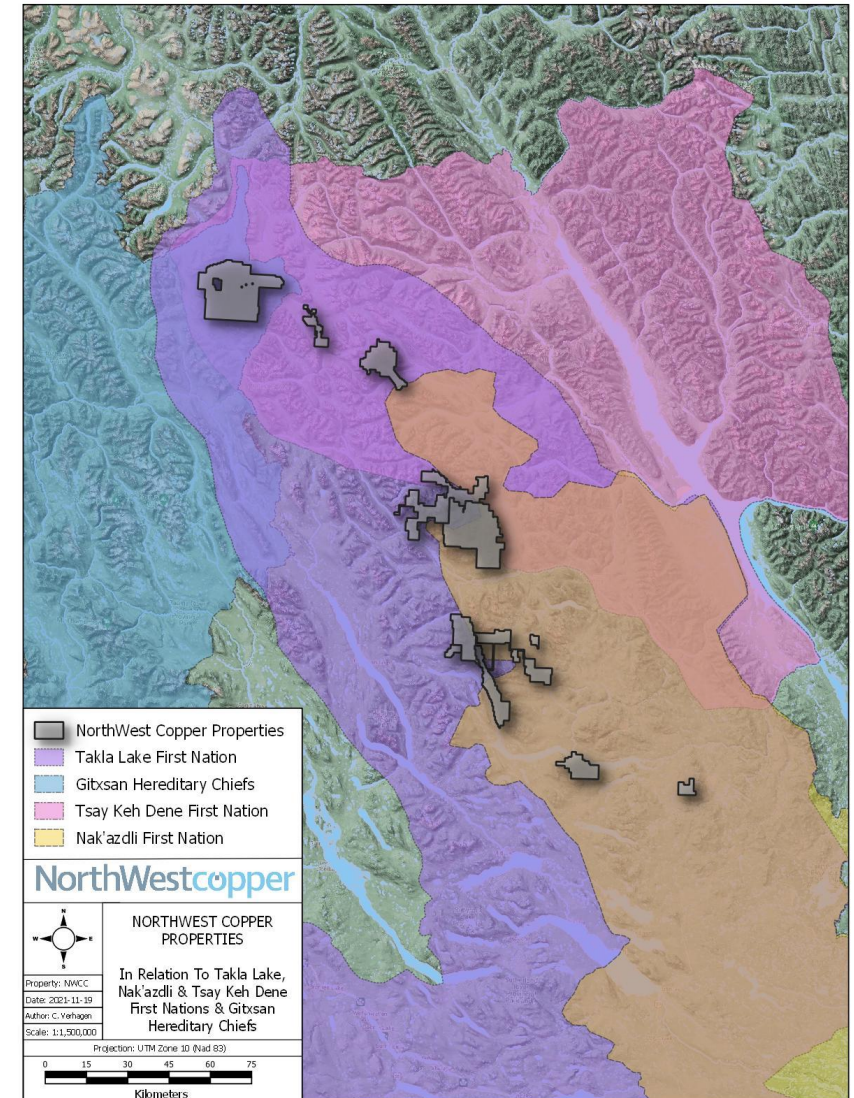 NorthWest Copper Properties
Takla Lake First Nation
Gitxsan Hereditary Chiefs
Tsay Keh Dene First Nation
Nak'azdli First Nation
NorthWestcopper
N
W E
S
NORTHWEST COPPER
PROPERTIES
In Relation To Takla Lake,
Nak'azdli & Tsay Keh Dene
First Nations & Gitxsan
Hereditary Chiefs
Property: NWCC
Date: 2021-11-19
Author: C. Verhagen
Scale: 1:1,500,000
Projection: UTM Zone 10 (Nad 83)
0 15 30 45 60 75
Kilometers